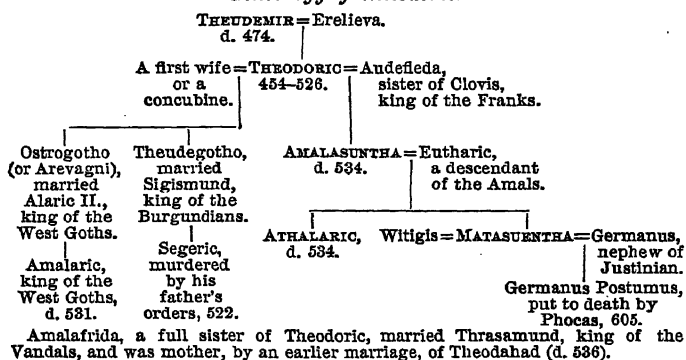 THEUDEMIR=Erelieva.
d. 474.
A first wife=THEODORIC=Audefleda,
or a 454–526. sister of Clovis,
concubine. king of the Franks.
Ostrogotho Theudegotho, AMALASUNTHA=Eutharic,
(or Arevagni), married d. 534. a descendant
married Sigismund, of the Amals.
Alaric II., king of the
king of the Burgundians.
West Goths. ATHALARIC, Witigis=MATASUENTHA=Germanus,
Segeric, d. 534. nephew of
Amalaric, murdered Justinian.
king of the by his Germanus Postumus,
West Goths, father's put to death by
d. 531. orders, 522. Phocas, 605.
Amalafrida, a full sister of Theodoric, married Thrasamund, king of the
Vandals, and was mother, by an earlier marriage, of Theodahad (d. 536).